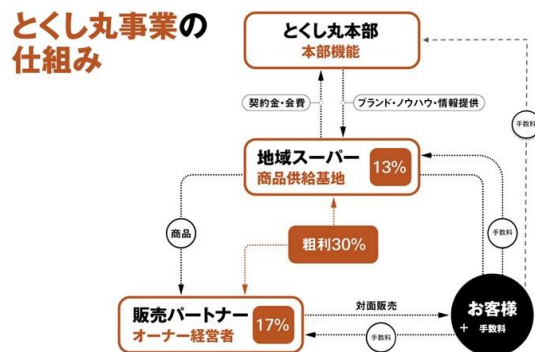 とくし丸事業の
仕組み
とくし丸本部
本部機能
契約金・会費
ブランド・ノウハウ・情報提供
手数料
地域スーパー
商品供給基地
13%
商品
粗利30%
手数料
販売パートナー
オーナー経営者
17%
対面販売
手数料
お客様
+ 手数料